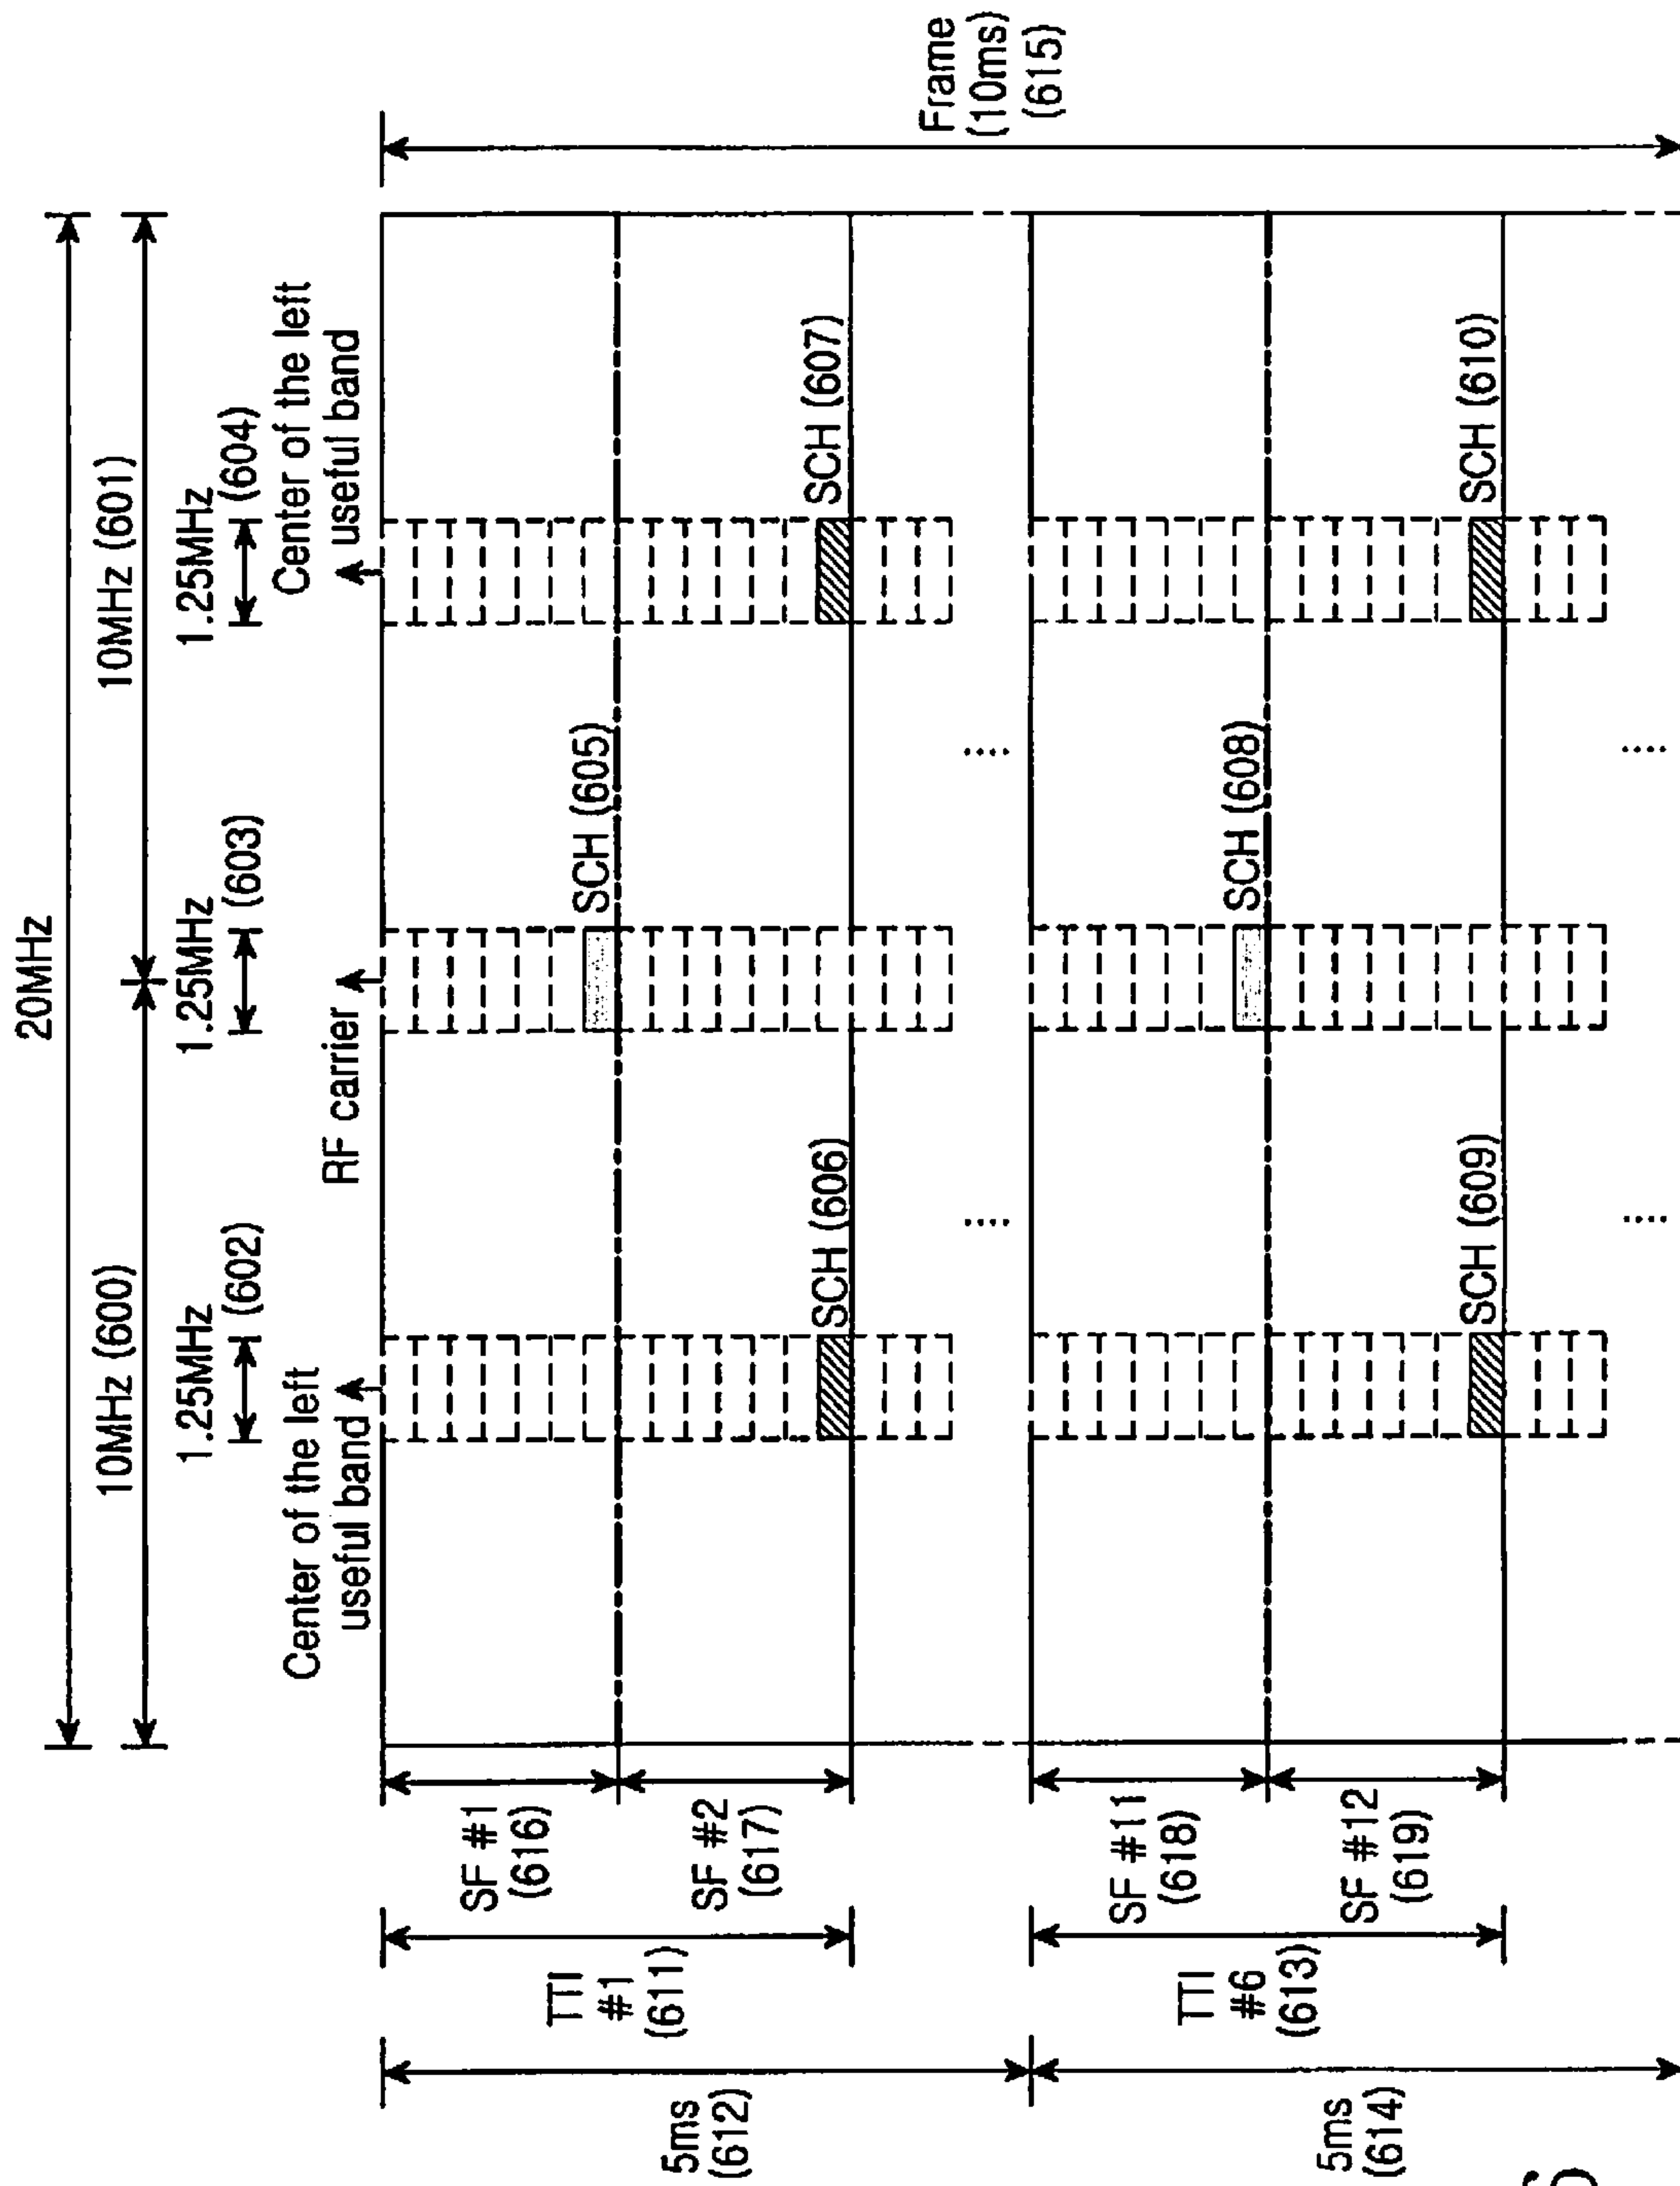 20MHz
10MHz (600)
10MHz (601)
1.25MHz
(602)
1.25MHz
(603)
1.25MHz
(604)
Center of the left
useful band
RF carrier
Center of the left
useful band
Frame
(10ms)
(615)
5ms
(612)
TTI
#1
(611)
SF #1
(616)
SCH (605)
SF #2
(617)
SCH (606)
SCH (607)
5ms
(614)
TTI
#6
(613)
SF #11
(618)
SCH (608)
SF #12
(619)
SCH (609)
SCH (610)